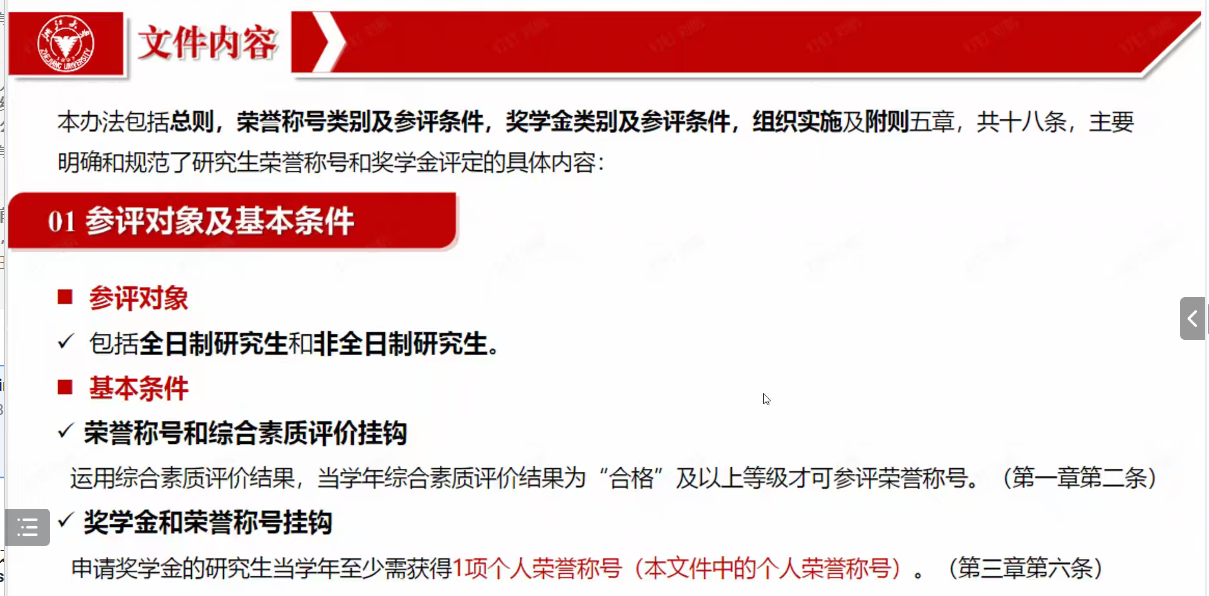 文件内容
本办法包括总则，荣誉称号类别及参评条件，奖学金类别及参评条件，组织实施及附则五章，共十八条，主要
明确和规范了研究生荣誉称号和奖学金评定的具体内容：
01 参评对象及基本条件
■ 参评对象
✓ 包括全日制研究生和非全日制研究生。
■ 基本条件
✓ 荣誉称号和综合素质评价挂钩
运用综合素质评价结果，当学年综合素质评价结果为“合格”及以上等级才可参评荣誉称号。（第一章第二条）
✓ 奖学金和荣誉称号挂钩
申请奖学金的研究生当学年至少需获得1项个人荣誉称号（本文件中的个人荣誉称号）。（第三章第六条）